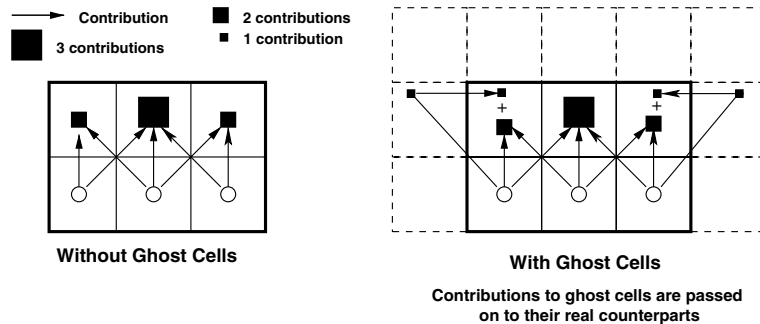 Contribution
2 contributions
3 contributions
1 contribution
+
+
Without Ghost Cells
With Ghost Cells
Contributions to ghost cells are passed
on to their real counterparts